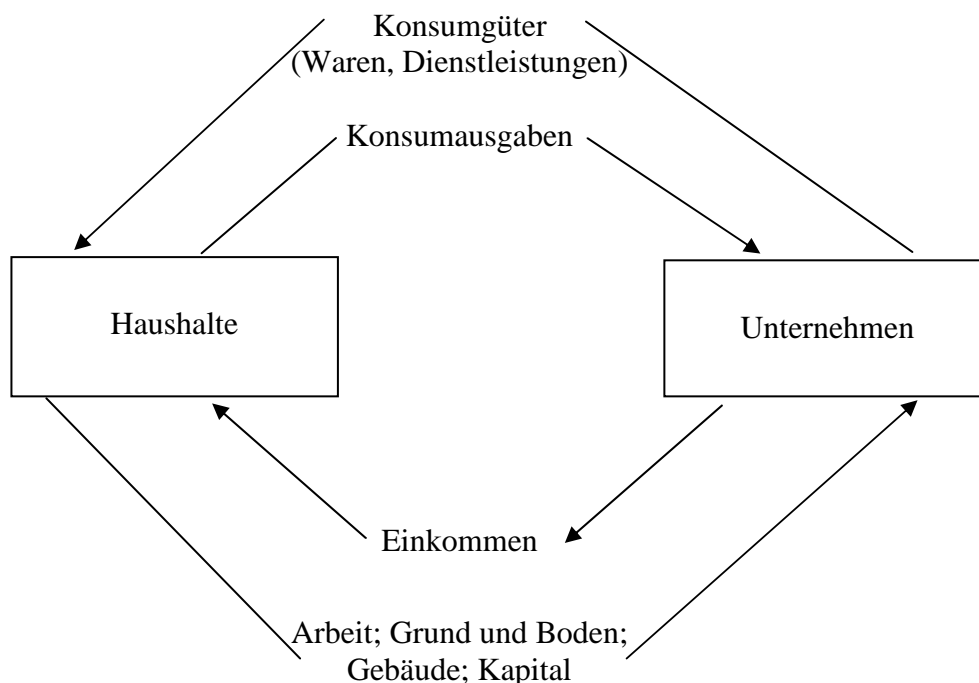 Konsumgüter
(Waren, Dienstleistungen)
Konsumausgaben
Haushalte
Unternehmen
Einkommen
Arbeit; Grund und Boden;
Gebäude; Kapital